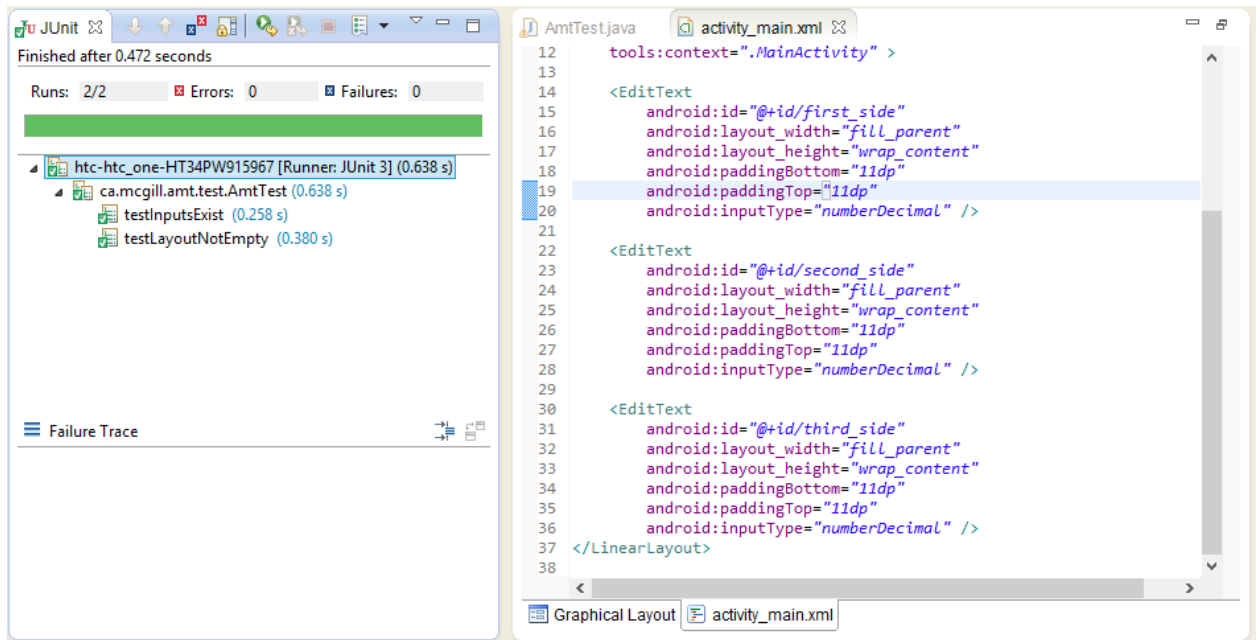 JUnit
Finished after 0.472 seconds
Runs: 2/2 Errors: 0 Failures: 0
htc-htc_one-HT34PW915967 [Runner: JUnit 3] (0.638 s)
ca.mcgill.amt.test.AmtTest (0.638 s)
testInputsExist (0.258 s)
testLayoutNotEmpty (0.380 s)
Failure Trace
AmtTest.java activity_main.xml
12 tools:context=".MainActivity" >
13
14 <EditText
15 android:id="@+id/first_side"
16 android:layout_width="fill_parent"
17 android:layout_height="wrap_content"
18 android:paddingBottom="11dp"
19 android:paddingTop="11dp"
20 android:inputType="numberDecimal" />
21
22 <EditText
23 android:id="@+id/second_side"
24 android:layout_width="fill_parent"
25 android:layout_height="wrap_content"
26 android:paddingBottom="11dp"
27 android:paddingTop="11dp"
28 android:inputType="numberDecimal" />
29
30 <EditText
31 android:id="@+id/third_side"
32 android:layout_width="fill_parent"
33 android:layout_height="wrap_content"
34 android:paddingBottom="11dp"
35 android:paddingTop="11dp"
36 android:inputType="numberDecimal" />
37 </LinearLayout>
38
Graphical Layout activity_main.xml